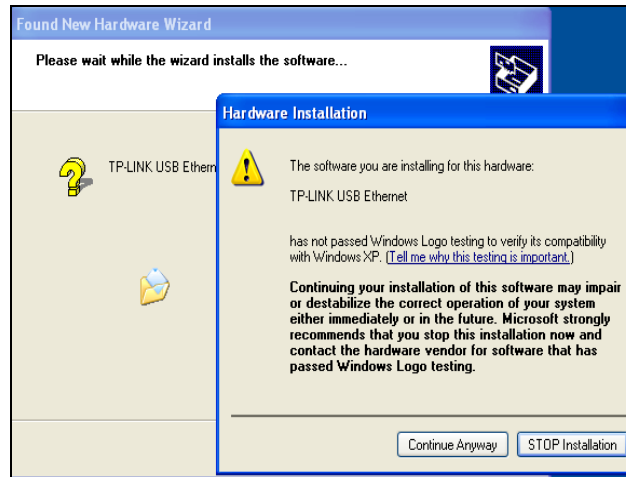 Found New Hardware Wizard
Please wait while the wizard installs the software...
Hardware Installation
TP-LINK USB Ethern
The software you are installing for this hardware:
TP-LINK USB Ethernet
has not passed Windows Logo testing to verify its compatibility
with Windows XP. (Tell me why this testing is important.)
Continuing your installation of this software may impair
or destabilize the correct operation of your system
either immediately or in the future. Microsoft strongly
recommends that you stop this installation now and
contact the hardware vendor for software that has
passed Windows Logo testing.
Continue Anyway
STOP Installation